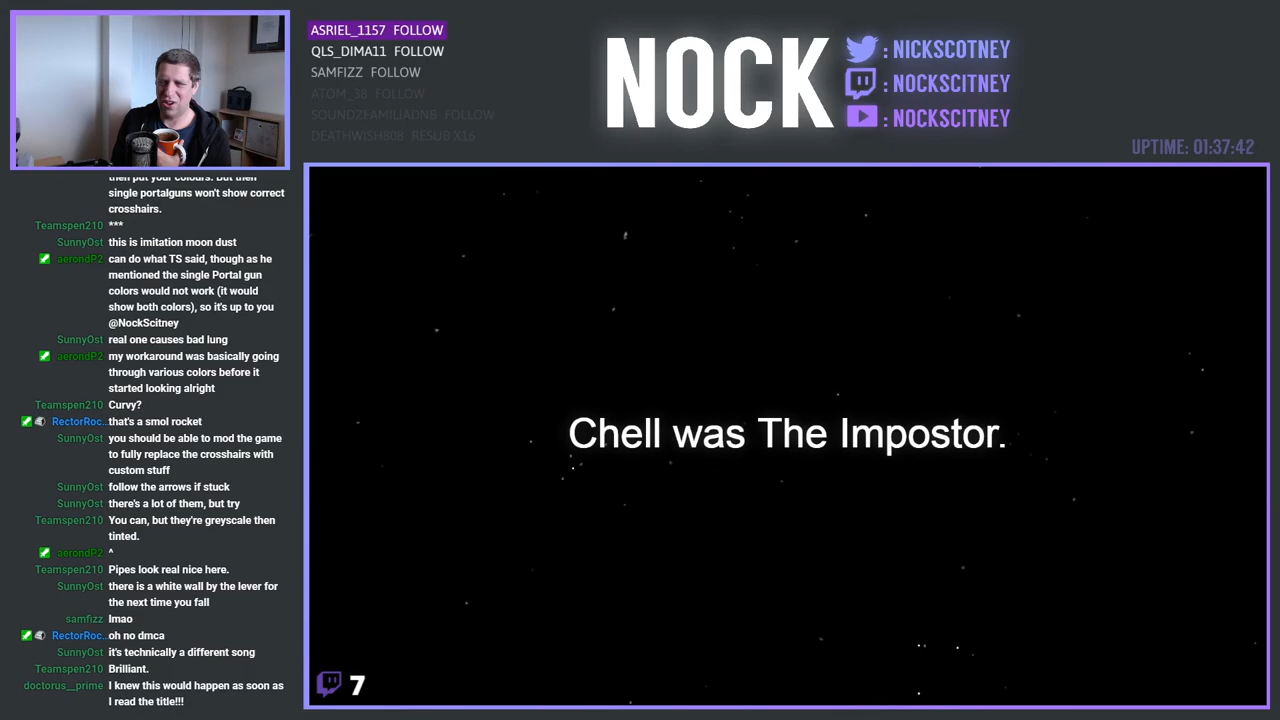 ASRIEL_1157 FOLLOW
QLS_DIMA11 FOLLOW
SAMFIZZ FOLLOW
ATOM_38 FOLLOW
SOUNDZFAMILIADNB FOLLOW
DEATHWISH808 RESUB X16
NOCK
: NICKSCOTNEY
: NOCKSCITNEY
: NOCKSCITNEY
UPTIME: 01:37:42
then put your colours. But then
single portalguns won't show correct
crosshairs.
Teamspen210 ***
SunnyOst this is imitation moon dust
aerondP2 can do what TS said, though as he
mentioned the single Portal gun
colors would not work (it would
show both colors), so it's up to you
@NockScitney
SunnyOst real one causes bad lung
aerondP2 my workaround was basically going
through various colors before it
started looking alright
Teamspen210 Curvy?
RectorRoc.. that's a smol rocket
SunnyOst you should be able to mod the game
to fully replace the crosshairs with
custom stuff
SunnyOst follow the arrows if stuck
SunnyOst there's a lot of them, but try
Teamspen210 You can, but they're greyscale then
tinted.
aerondP2 ^
Teamspen210 Pipes look real nice here.
SunnyOst there is a white wall by the lever for
the next time you fall
samfizz lmao
RectorRoc.. oh no dmca
SunnyOst it's technically a different song
Teamspen210 Brilliant.
doctorus__prime I knew this would happen as soon as
I read the title!!!
Chell was The Impostor.
7